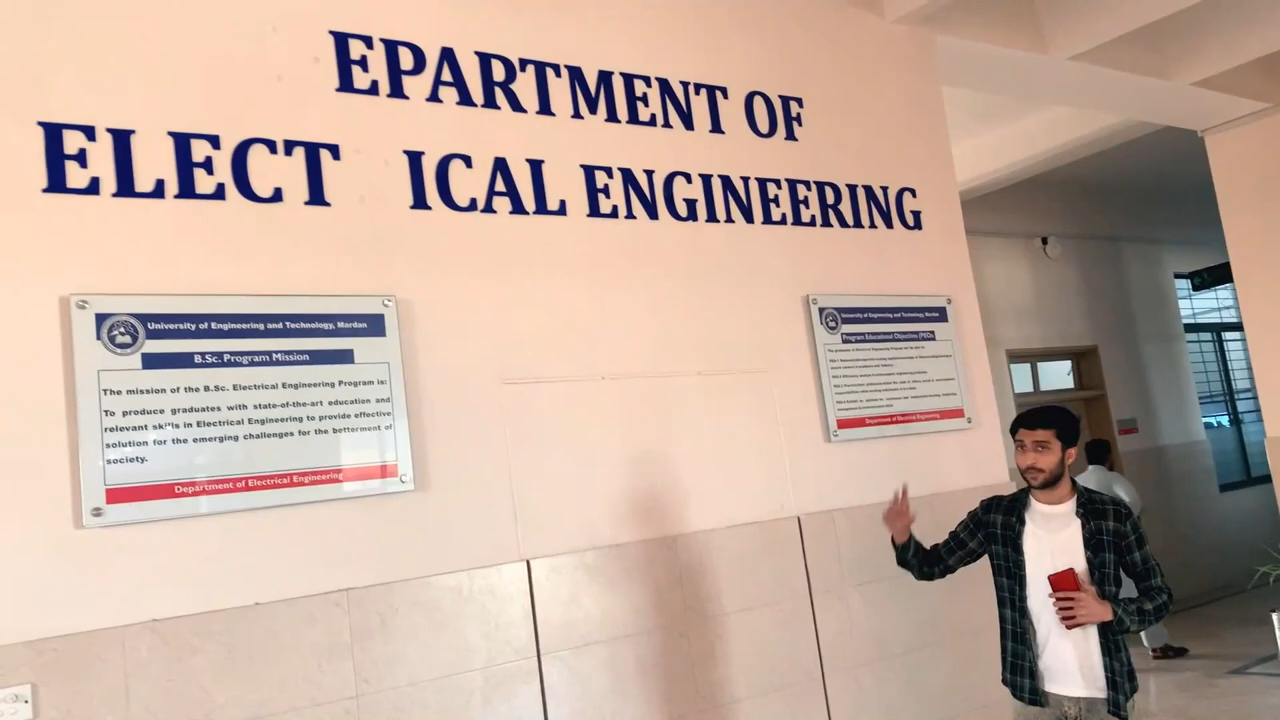 EPARTMENT OF
ELECT ICAL ENGINEERING
University of Engineering and Technology, Mardan
B.Sc. Program Mission
The mission of the B.Sc. Electrical Engineering Program is:
To produce graduates with state-of-the-art education and
relevant skills in Electrical Engineering to provide effective
solution for the emerging challenges for the betterment of
society.
Department of Electrical Engineering
University of Engineering and Technology, Mardan
Program Educational Objectives (PEOs
Department of Electrical Engineering